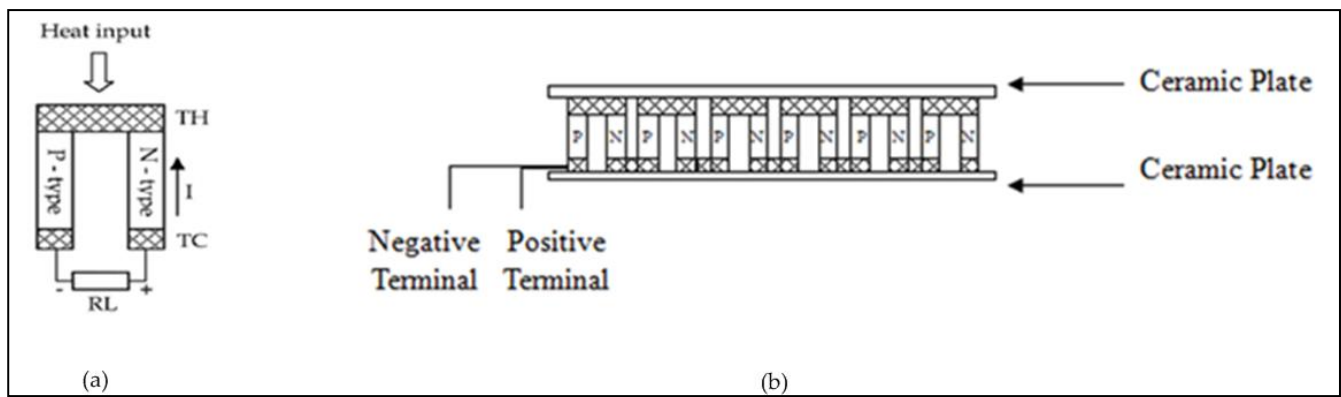 Heat input
TH
P - type
N - type
I
TC
-
+
RL
(a)
Ceramic Plate
P N P N P N P N P N P N
Ceramic Plate
Negative Terminal
Positive Terminal
(b)